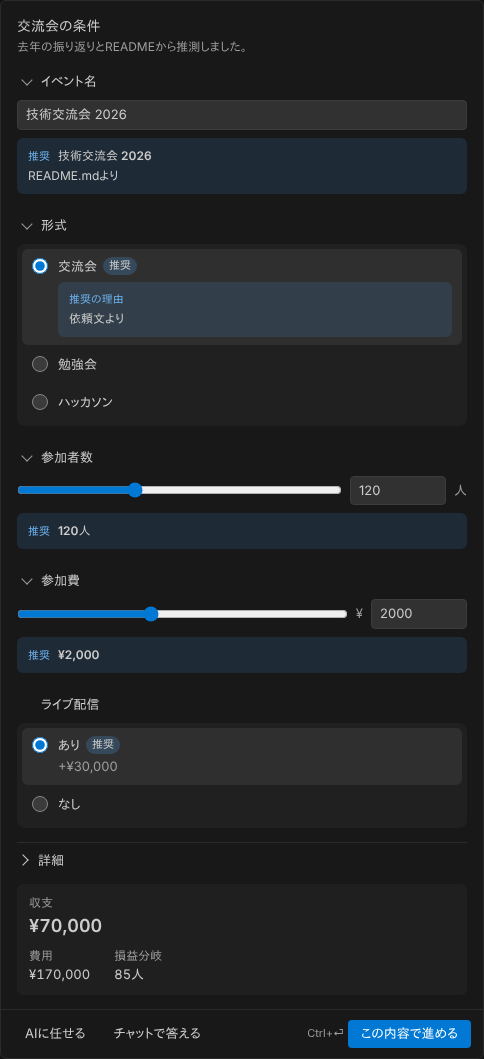 交流会の条件
去年の振り返りとREADMEから推測しました。
イベント名
技術交流会 2026
推奨 技術交流会 2026
README.mdより
形式
交流会 推奨
推奨の理由
依頼文より
勉強会
ハッカソン
参加者数
120 人
推奨 120人
参加費
¥ 2000
推奨 ¥2,000
ライブ配信
あり 推奨
+¥30,000
なし
詳細
収支
¥70,000
費用 損益分岐
¥170,000 85人
AIに任せる チャットで答える Ctrl+⏎ この内容で進める